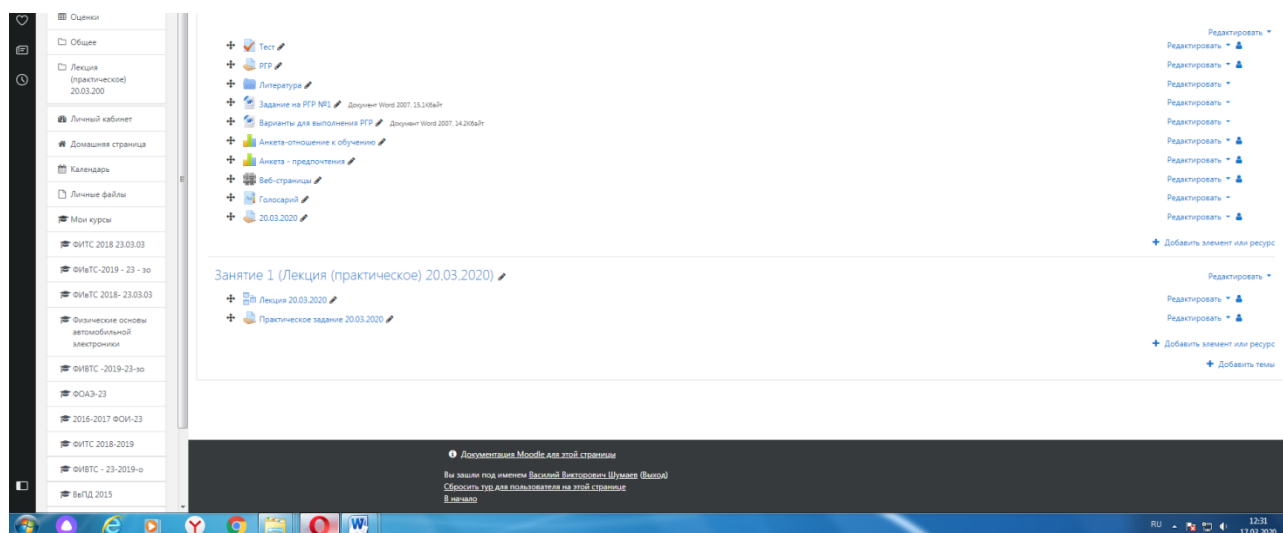 Оценки
Общее
Лекция
(практическое)
20.03.200
Личный кабинет
Домашняя страница
Календарь
Личные файлы
Мои курсы
ФИТС 2018 23.03.03
ФИвТС-2019 - 23 - зо
ФИвТС 2018- 23.03.03
Физические основы
автомобильной
электроники
ФИВТС -2019-23-зо
ФОАЭ-23
2016-2017 ФОИ-23
ФИТС 2018-2019
ФИВТС - 23-2019-о
ВвПД 2015
Редактировать
Тест Редактировать
РГР Редактировать
Литература Редактировать
Задание на РГР №1 Документ Word 2007, 15.1Кбайт Редактировать
Варианты для выполнения РГР Документ Word 2007, 14.2Кбайт Редактировать
Анкета-отношение к обучению Редактировать
Анкета - предпочтения Редактировать
Веб-страницы Редактировать
Голосарий Редактировать
20.03.2020 Редактировать
+ Добавить элемент или ресурс
Занятие 1 (Лекция (практическое) 20.03.2020) Редактировать
Лекция 20.03.2020 Редактировать
Практическое задание 20.03.2020 Редактировать
+ Добавить элемент или ресурс
+ Добавить темы
Документация Moodle для этой страницы
Вы зашли под именем Василий Викторович Шумаев (Выход)
Сбросить тур для пользователя на этой странице
В начало
RU 12:31
17.03.2020